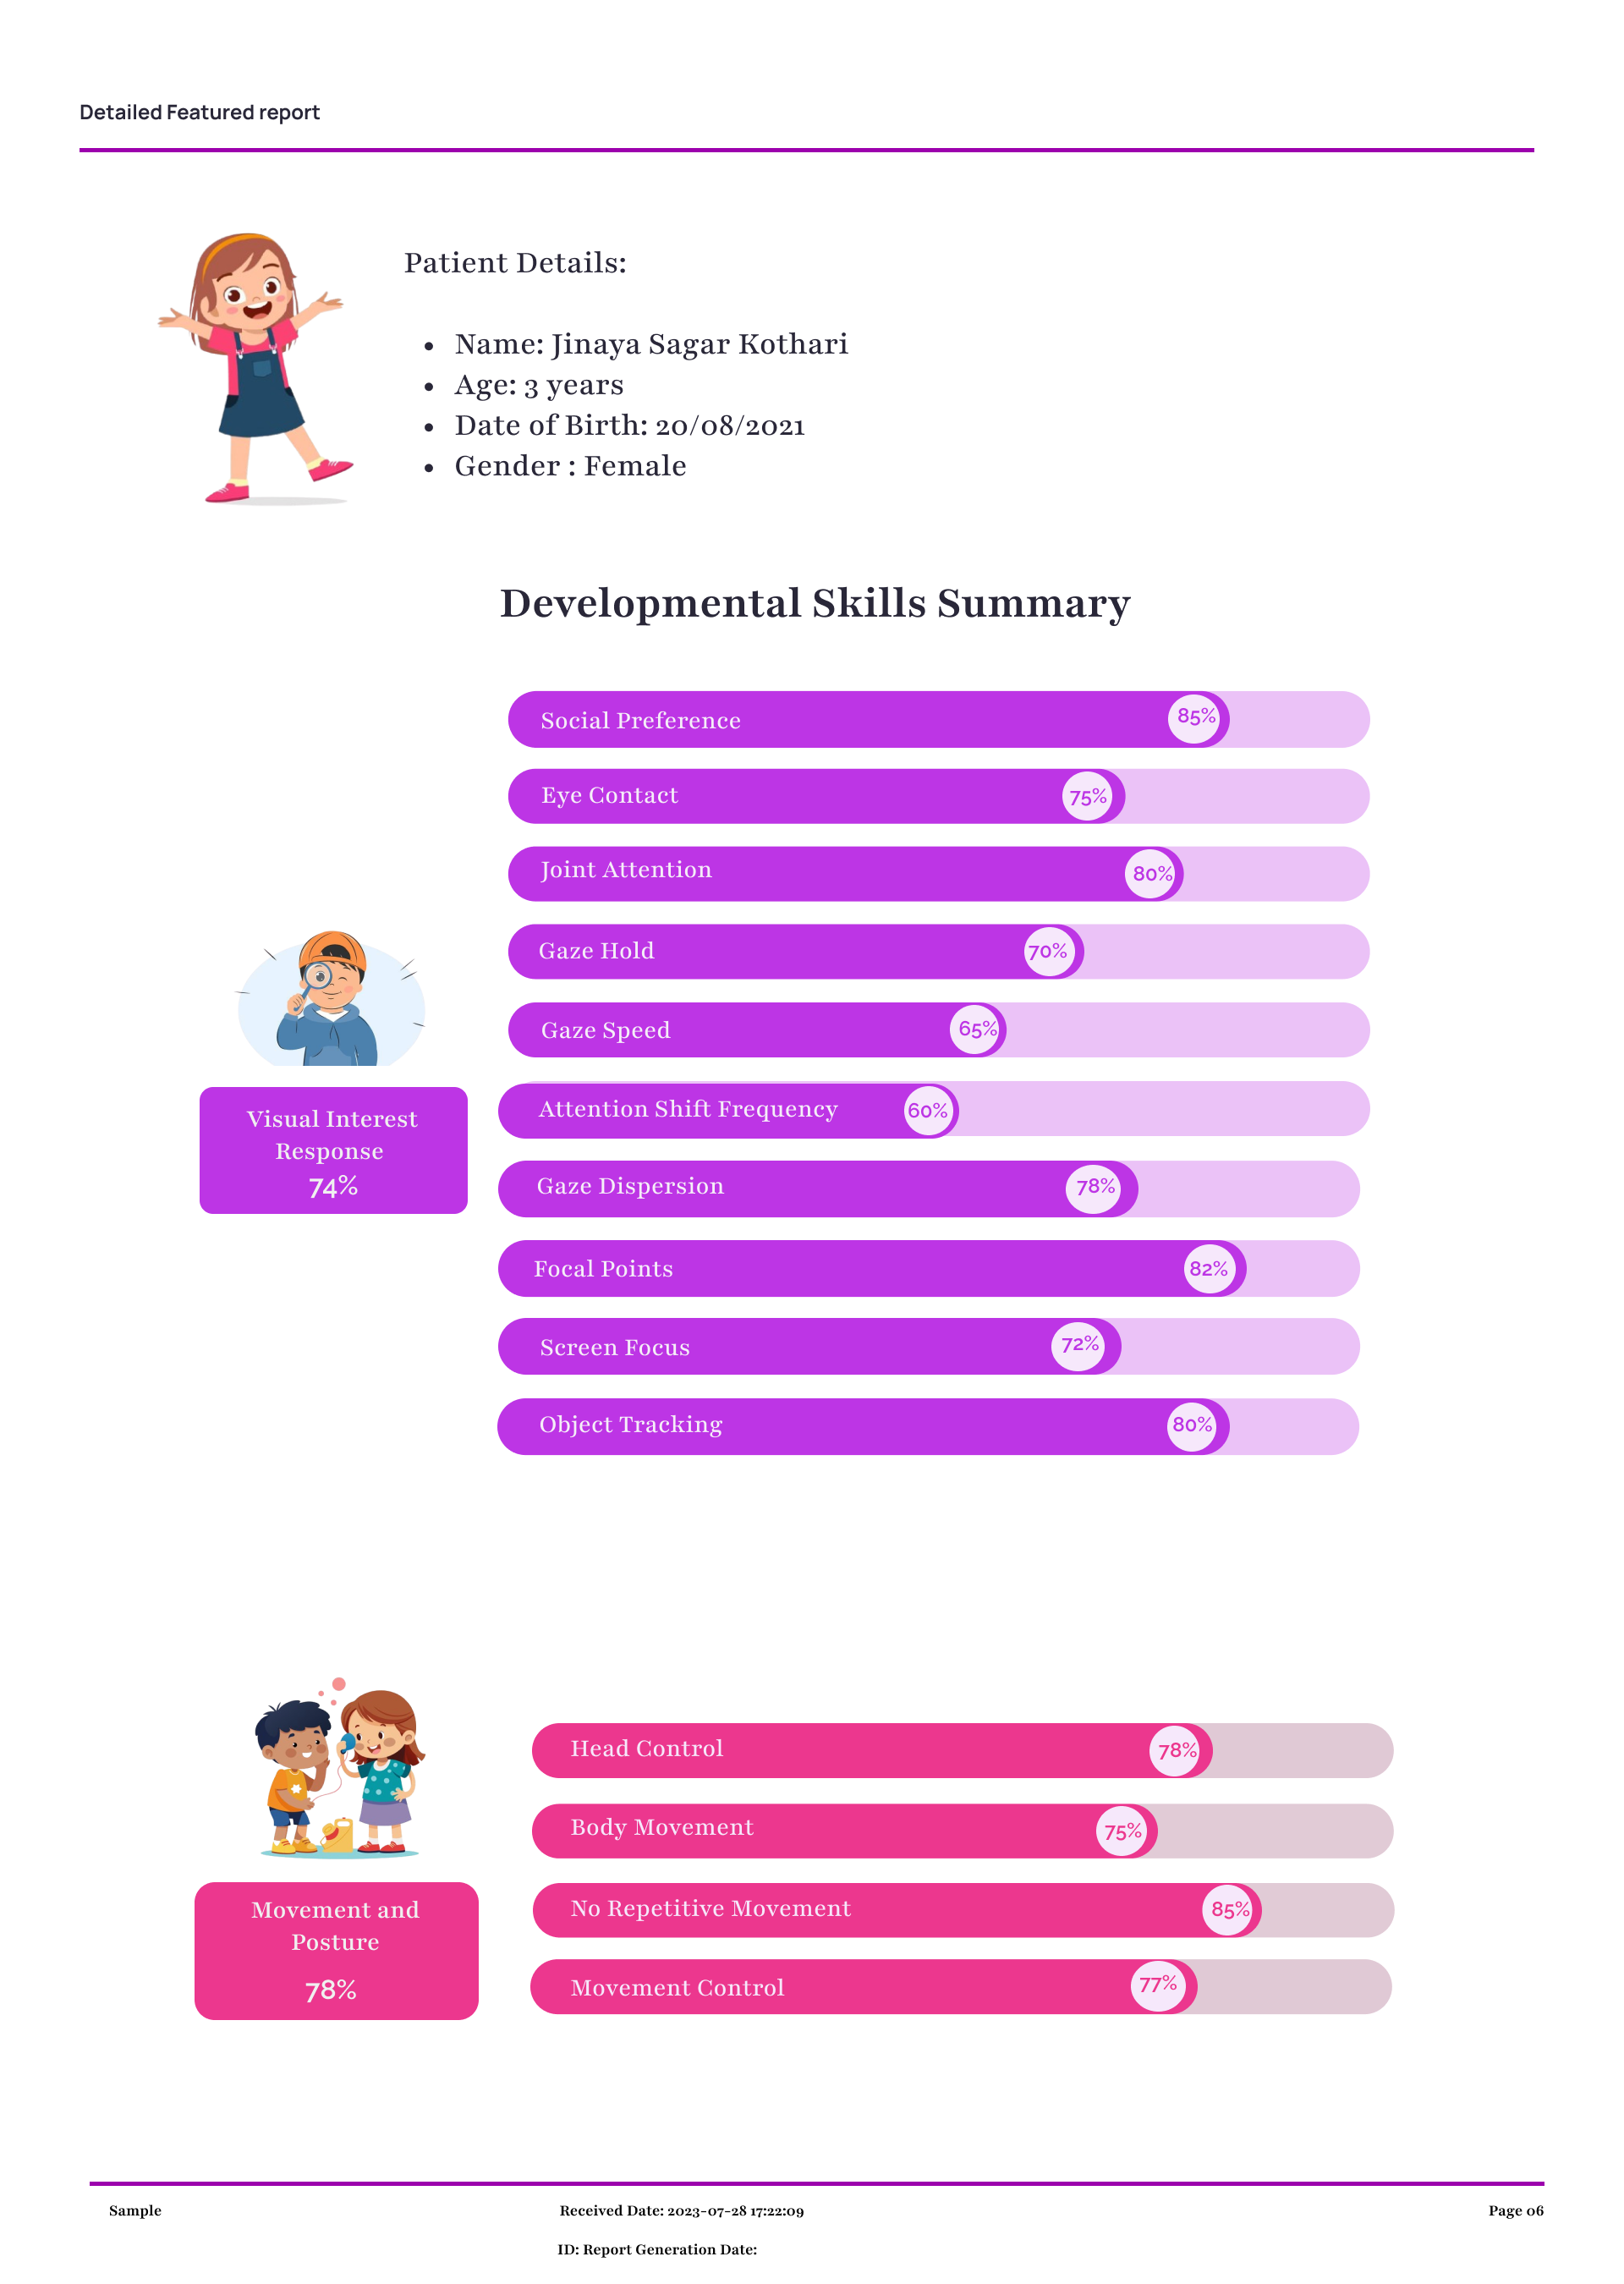 Detailed Featured report
Patient Details:
• Name: Jinaya Sagar Kothari
• Age: 3 years
• Date of Birth: 20/08/2021
• Gender : Female
Developmental Skills Summary
Social Preference 85%
Eye Contact 75%
Joint Attention 80%
Gaze Hold 70%
Gaze Speed 65%
Attention Shift Frequency 60%
Visual Interest
Response
74%
Gaze Dispersion 78%
Focal Points 82%
Screen Focus 72%
Object Tracking 80%
Head Control 78%
Body Movement 75%
No Repetitive Movement 85%
Movement Control 77%
Movement and
Posture
78%
Sample
Received Date: 2023-07-28 17:22:09
Page 06
ID: Report Generation Date: